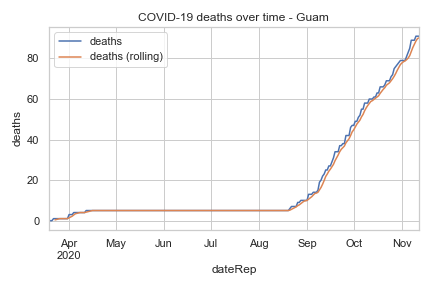 COVID-19 deaths over time - Guam
deaths
deaths (rolling)
deaths
80
60
40
20
0
Apr
2020
May
Jun
Jul
Aug
Sep
Oct
Nov
dateRep